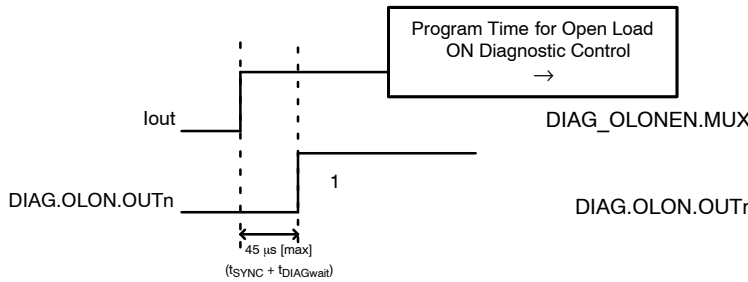 Program Time for Open Load
ON Diagnostic Control
→
Iout
DIAG_OLONEN.MUX
1
DIAG.OLON.OUTn
DIAG.OLON.OUTn
45 μs [max]
(tSYNC + tDIAGwait)